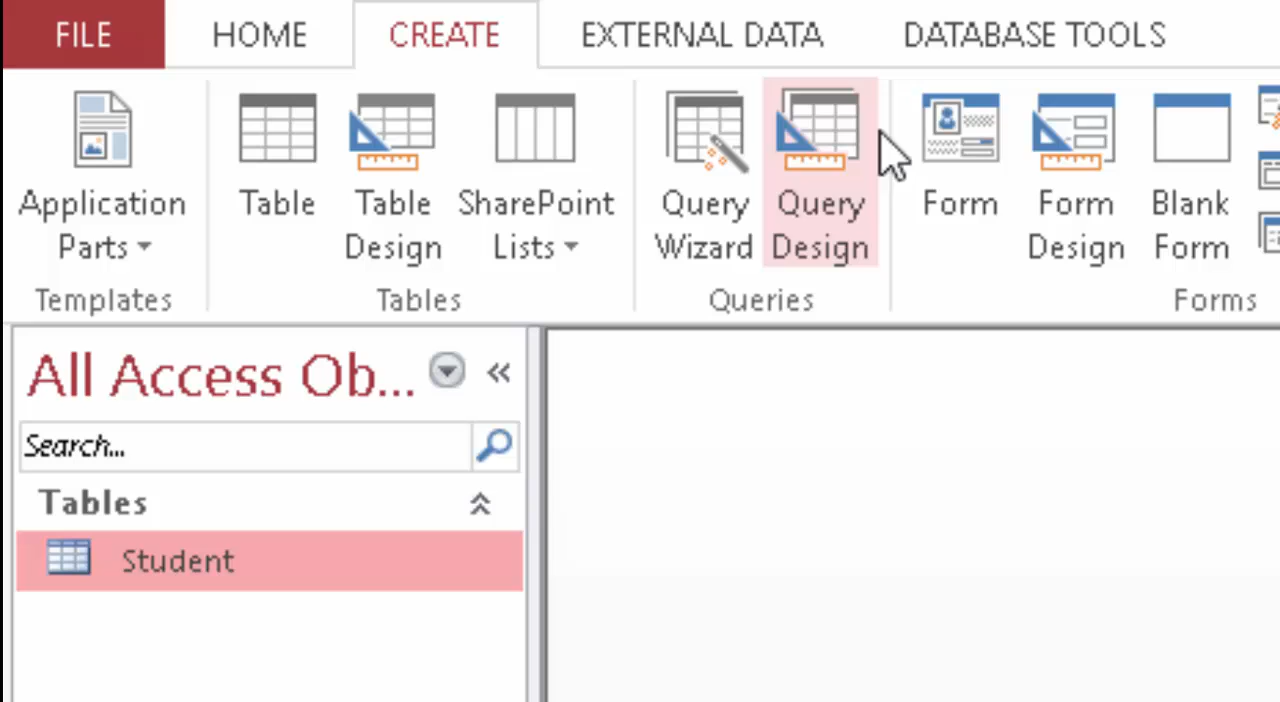 FILE HOME CREATE EXTERNAL DATA DATABASE TOOLS
Application Parts
Table
Table Design
SharePoint Lists
Query Wizard
Query Design
Form
Form Design
Blank Form
Templates Tables Queries Forms
All Access Ob...
Search...
Tables
Student